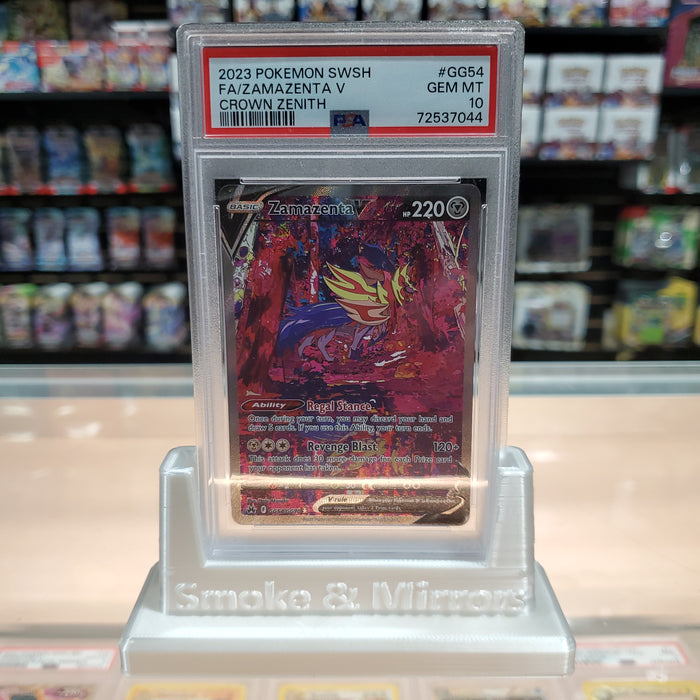 2023 POKEMON SWSH #GG54
FA/ZAMAZENTA V GEM MT
CROWN ZENITH 10
PSA 72537044
BASIC Zamazenta V HP 220
Ability Regal Stance
Once during your turn, you may discard your hand and
draw 5 cards. If you use this Ability, your turn ends.
Revenge Blast 120+
This attack does 30 more damage for each Prize card
your opponent has taken.
V rule
Smoke & Mirrors